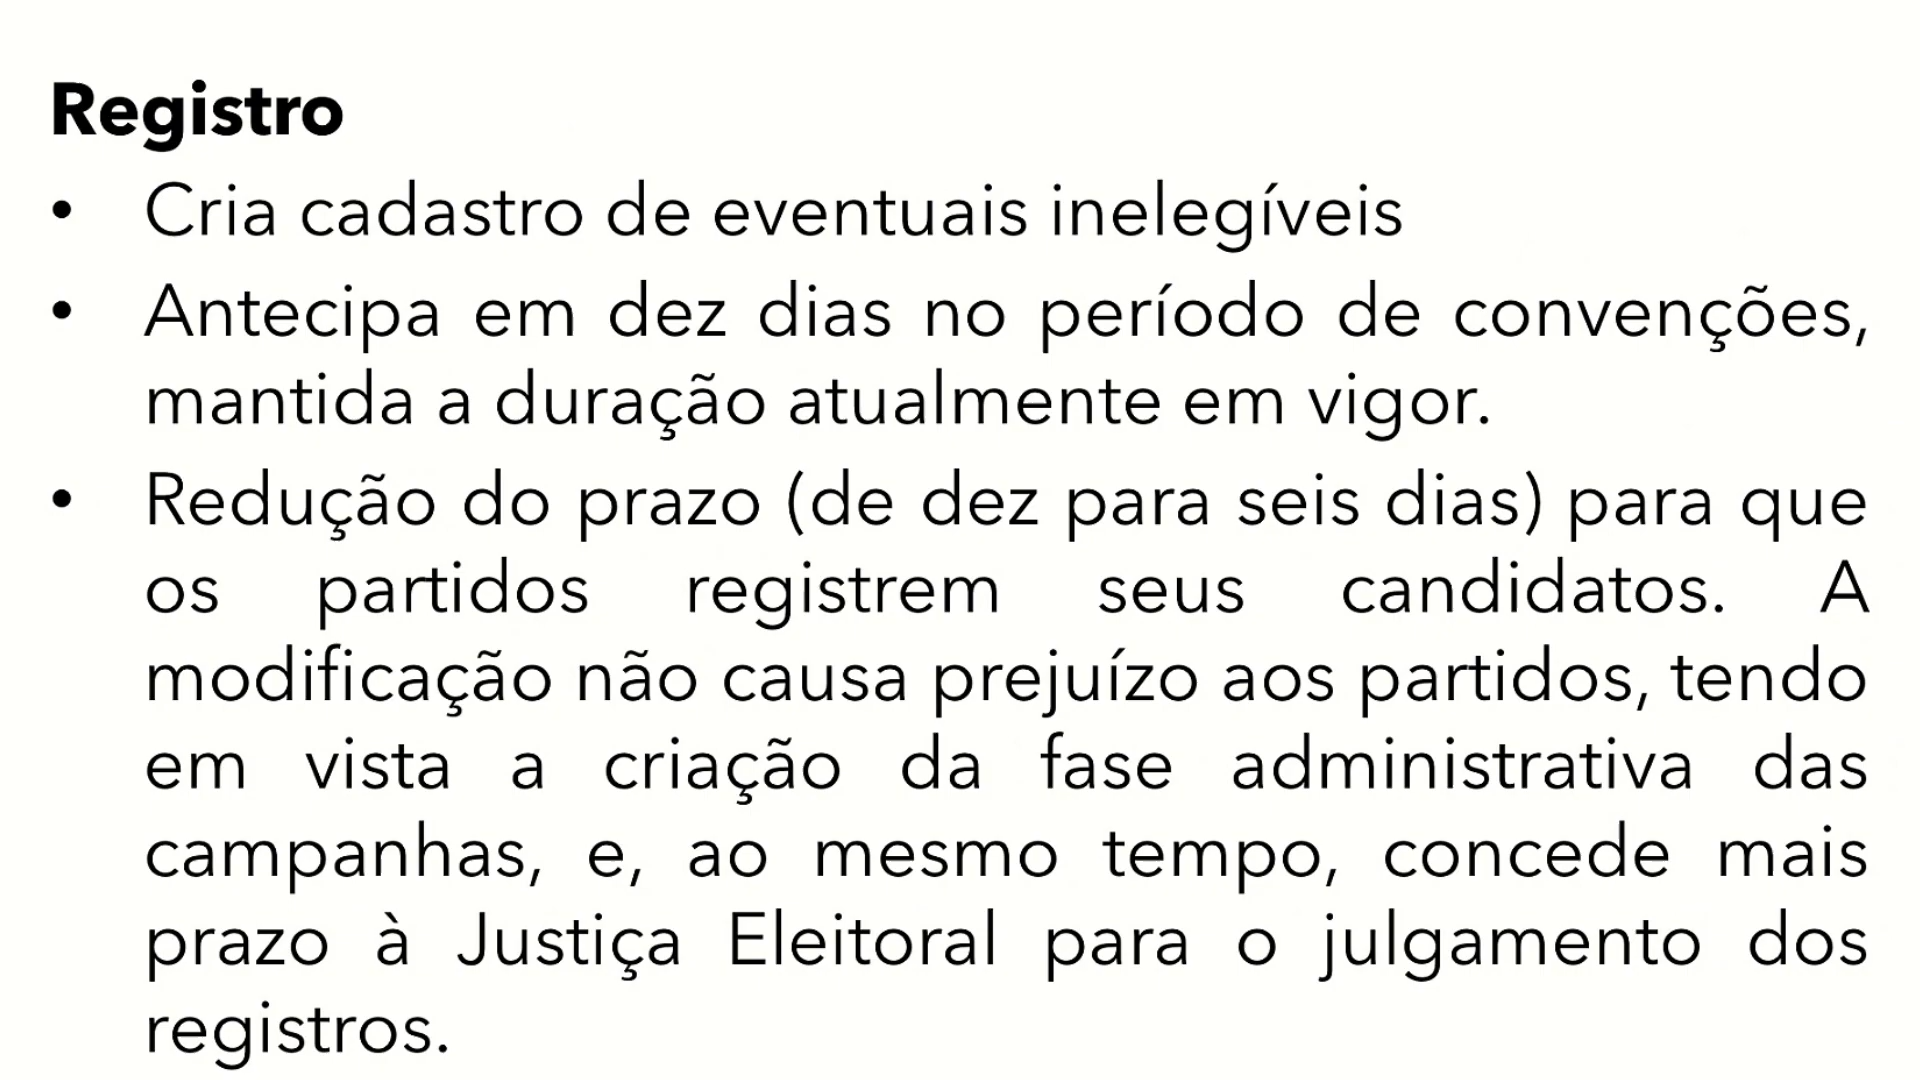 Registro
• Cria cadastro de eventuais inelegíveis
• Antecipa em dez dias no período de convenções,
mantida a duração atualmente em vigor.
• Redução do prazo (de dez para seis dias) para que
os partidos registrem seus candidatos. A
modificação não causa prejuízo aos partidos, tendo
em vista a criação da fase administrativa das
campanhas, e, ao mesmo tempo, concede mais
prazo à Justiça Eleitoral para o julgamento dos
registros.